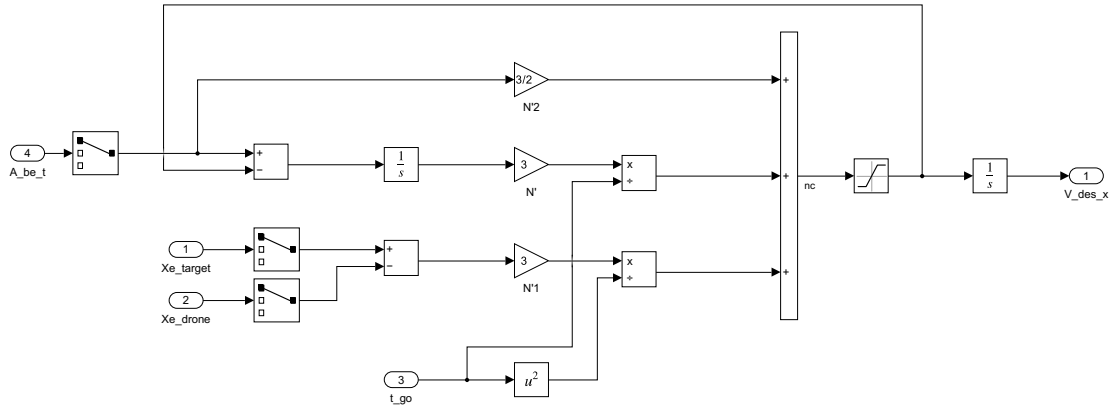 3/2
N'2
+
4
A_be_t
+
−
1
s
3
N'
x
÷
+
nc
1
s
1
V_des_x
1
Xe_target
+
−
3
N'1
x
÷
+
2
Xe_drone
3
t_go
u²